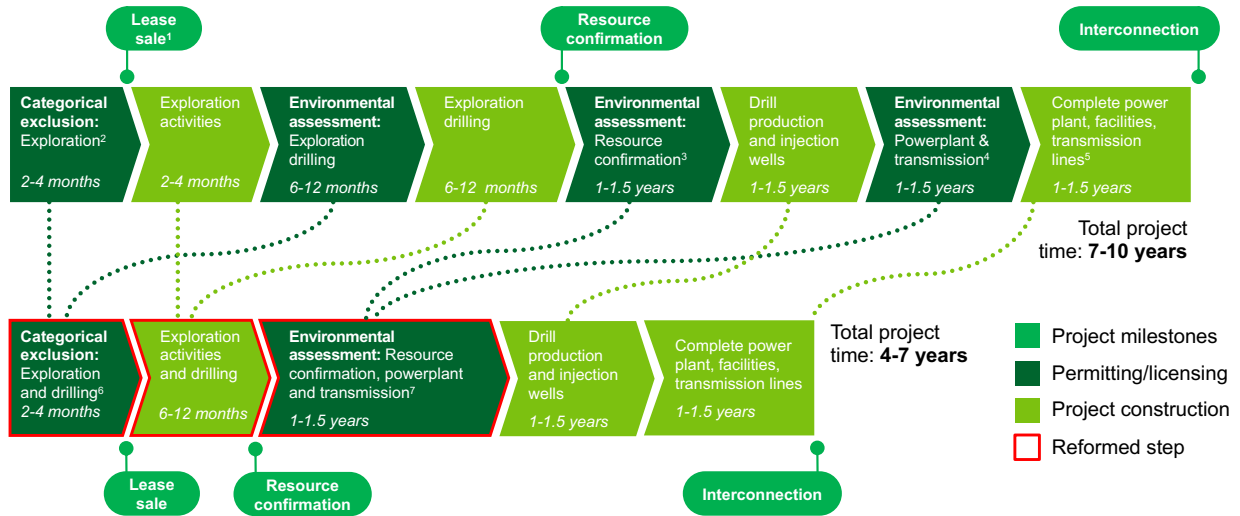 Lease
sale¹
Resource
confirmation
Interconnection
Categorical
exclusion:
Exploration²
2-4 months
Exploration
activities
2-4 months
Environmental
assessment:
Exploration
drilling
6-12 months
Exploration
drilling
6-12 months
Environmental
assessment:
Resource
confirmation³
1-1.5 years
Drill
production
and injection
wells
1-1.5 years
Environmental
assessment:
Powerplant &
transmission⁴
1-1.5 years
Complete power
plant, facilities,
transmission
lines⁵
1-1.5 years
Total project
time: 7-10 years
Categorical
exclusion:
Exploration
and drilling⁶
2-4 months
Exploration
activities
and drilling
6-12 months
Environmental
assessment: Resource
confirmation, powerplant
and transmission⁷
1-1.5 years
Drill
production
and injection
wells
1-1.5 years
Complete power
plant, facilities,
transmission lines
1-1.5 years
Total project
time: 4-7 years
Lease
sale
Resource
confirmation
Interconnection
Project milestones
Permitting/licensing
Project construction
Reformed step